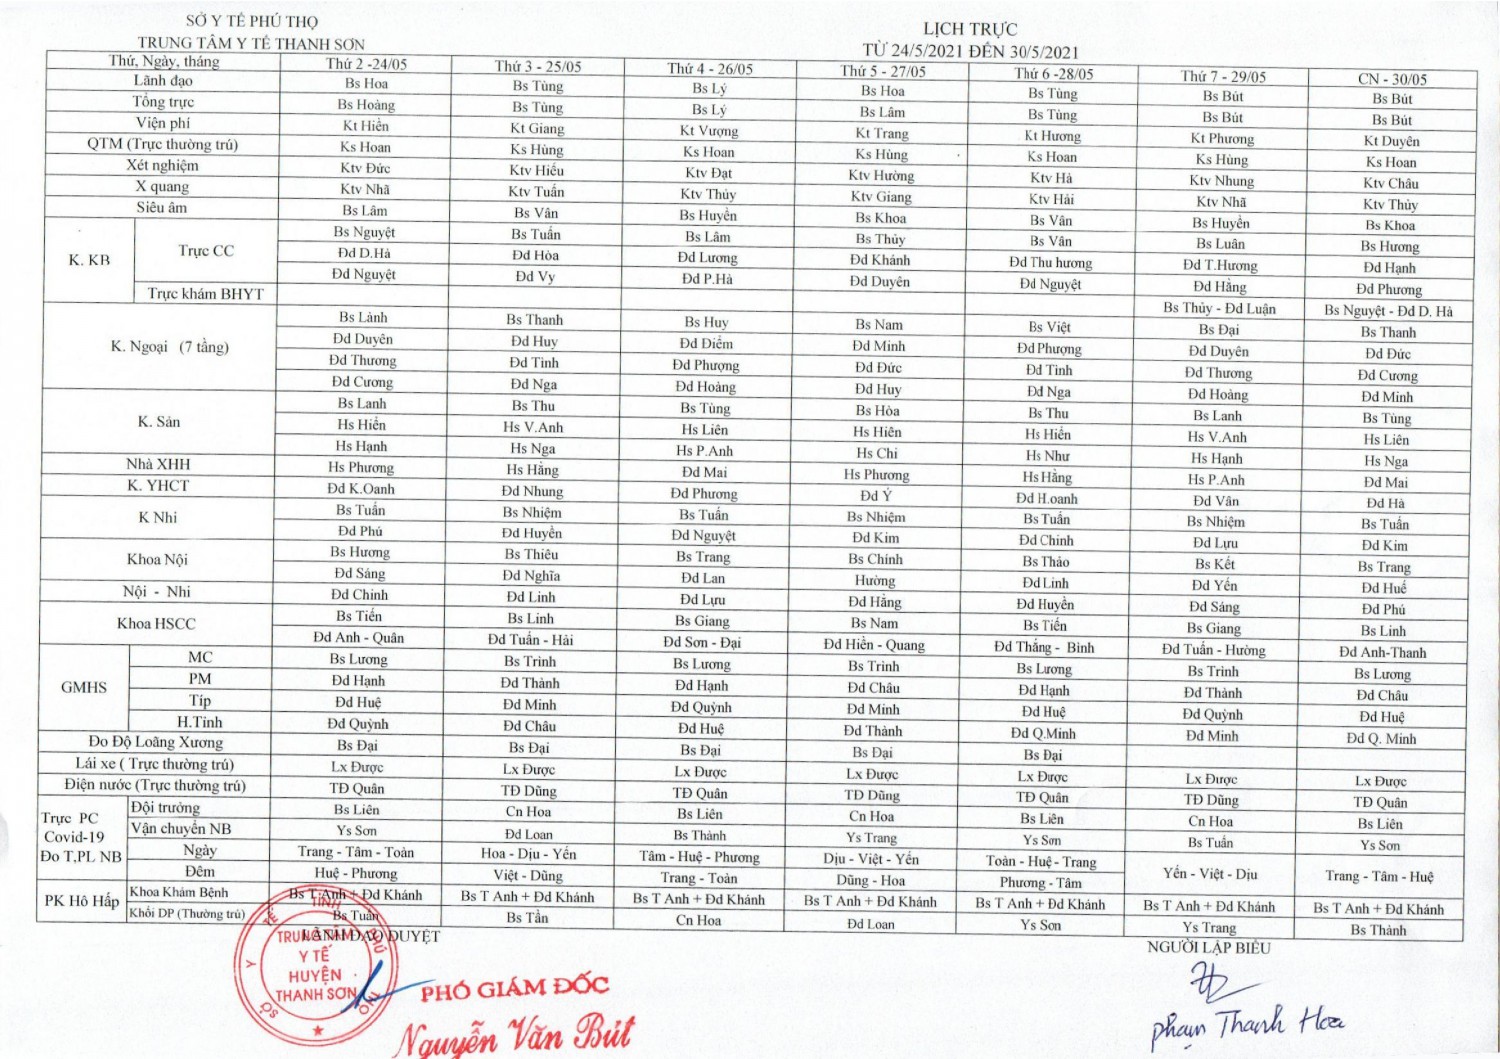 SỞ Y TẾ PHÚ THỌ
TRUNG TÂM Y TẾ THANH SƠN
LỊCH TRỰC
TỪ 24/5/2021 ĐẾN 30/5/2021
Thứ, Ngày, tháng Thứ 2 -24/05 Thứ 3 - 25/05 Thứ 4 - 26/05 Thứ 5 - 27/05 Thứ 6 -28/05 Thứ 7 - 29/05 CN - 30/05
Lãnh đạo Bs Hoa Bs Tùng Bs Lý Bs Hoa Bs Tùng Bs Bút Bs Bút
Tổng trực Bs Hoàng Bs Tùng Bs Lý Bs Lâm Bs Tùng Bs Bút Bs Bút
Viện phí Kt Hiền Kt Giang Kt Vượng Kt Trang Kt Hương Kt Phương Kt Duyên
QTM (Trực thường trú) Ks Hoan Ks Hùng Ks Hoan Ks Hùng Ks Hoan Ks Hùng Ks Hoan
Xét nghiệm Ktv Đức Ktv Hiếu Ktv Đạt Ktv Hường Ktv Hà Ktv Nhung Ktv Châu
X quang Ktv Nhã Ktv Tuấn Ktv Thủy Ktv Giang Ktv Hải Ktv Nhã Ktv Thủy
Siêu âm Bs Lâm Bs Vân Bs Huyền Bs Khoa Bs Vân Bs Huyền Bs Khoa
K. KB Trực CC Bs Nguyệt Bs Tuấn Bs Lâm Bs Thủy Bs Vân Bs Luân Bs Hương
Đd D.Hà Đd Hòa Đd Lương Đd Khánh Đd Thu hương Đd T.Hương Đd Hạnh
Đd Nguyệt Đd Vy Đd P.Hà Đd Duyên Đd Nguyệt Đd Hằng Đd Phương
Trực khám BHYT Bs Thủy - Đd Luận Bs Nguyệt - Đd D. Hà
K. Ngoại (7 tầng) Bs Lành Bs Thanh Bs Huy Bs Nam Bs Việt Bs Đại Bs Thanh
Đd Duyên Đd Huy Đd Điểm Đd Minh Đd Phượng Đd Duyên Đd Đức
Đd Thương Đd Tình Đd Phượng Đd Đức Đd Tình Đd Thương Đd Cương
Đd Cương Đd Nga Đd Hoàng Đd Huy Đd Nga Đd Hoàng Đd Minh
K. Sản Bs Lanh Bs Thu Bs Tùng Bs Hòa Bs Thu Bs Lanh Bs Tùng
Hs Hiền Hs V.Anh Hs Liên Hs Hiên Hs Hiền Hs V.Anh Hs Liên
Hs Hạnh Hs Nga Hs P.Anh Hs Chi Hs Như Hs Hạnh Hs Nga
Nhà XHH Hs Phương Hs Hằng Đd Mai Hs Phương Hs Hằng Hs P.Anh Đd Mai
K. YHCT Đd K.Oanh Đd Nhung Đd Phương Đd Ý Đd H.oanh Đd Vân Đd Hà
K Nhi Bs Tuấn Bs Nhiệm Bs Tuấn Bs Nhiệm Bs Tuấn Bs Nhiệm Bs Tuấn
Đd Phú Đd Huyền Đd Nguyệt Đd Kim Đd Chinh Đd Lựu Đd Kim
Khoa Nội Bs Hương Bs Thiêu Bs Trang Bs Chính Bs Thảo Bs Kết Bs Trang
Đd Sáng Đd Nghĩa Đd Lan Hường Đd Linh Đd Yến Đd Huế
Nội - Nhi Đd Chinh Đd Linh Đd Lựu Đd Hằng Đd Huyền Đd Sáng Đd Phú
Khoa HSCC Bs Tiến Bs Linh Bs Giang Bs Nam Bs Tiến Bs Giang Bs Linh
Đd Anh - Quân Đd Tuấn - Hải Đd Sơn - Đại Đd Hiền - Quang Đd Thắng - Bình Đd Tuấn - Hường Đd Anh-Thanh
GMHS MC Bs Lương Bs Trình Bs Lương Bs Trình Bs Lương Bs Trình Bs Lương
PM Đd Hạnh Đd Thành Đd Hạnh Đd Châu Đd Hạnh Đd Thành Đd Châu
Típ Đd Huệ Đd Minh Đd Quỳnh Đd Minh Đd Huệ Đd Quỳnh Đd Huệ
H.Tỉnh Đd Quỳnh Đd Châu Đd Huệ Đd Thành Đd Q.Minh Đd Minh Đd Q. Minh
Đo Độ Loãng Xương Bs Đại Bs Đại Bs Đại Bs Đại Bs Đại
Lái xe ( Trực thường trú) Lx Được Lx Được Lx Được Lx Được Lx Được Lx Được Lx Được
Điện nước (Trực thường trú) TĐ Quân TĐ Dũng TĐ Quân TĐ Dũng TĐ Quân TĐ Dũng TĐ Quân
Trực PC Covid-19 Đo T,PL NB Đội trưởng Bs Liên Cn Hoa Bs Liên Cn Hoa Bs Liên Cn Hoa Bs Liên
Vận chuyển NB Ys Sơn Đd Loan Bs Thành Ys Trang Ys Sơn Bs Tuấn Ys Sơn
Ngày Trang - Tâm - Toàn Hoa - Dịu - Yến Tâm - Huệ - Phương Dịu - Việt - Yến Toàn - Huệ - Trang Yến - Việt - Dịu Trang - Tâm - Huệ
Đêm Huệ - Phương Việt - Dũng Trang - Toàn Dũng - Hoa Phương - Tâm
PK Hô Hấp Khoa Khám Bệnh Bs T Anh + Đd Khánh Bs T Anh + Đd Khánh Bs T Anh + Đd Khánh Bs T Anh + Đd Khánh Bs T Anh + Đd Khánh Bs T Anh + Đd Khánh Bs T Anh + Đd Khánh
Khối DP (Thường trú) Bs Tuấn Bs Tần Cn Hoa Đd Loan Ys Sơn Ys Trang Bs Thành
LÃNH ĐẠO DUYỆT
NGƯỜI LẬP BIỂU
SỞ Y TẾ TỈNH PHÚ THỌ
TRUNG TÂM
Y TẾ
HUYỆN
THANH SƠN
PHÓ GIÁM ĐỐC
Nguyễn Văn Bút
phạm Thanh Hoa